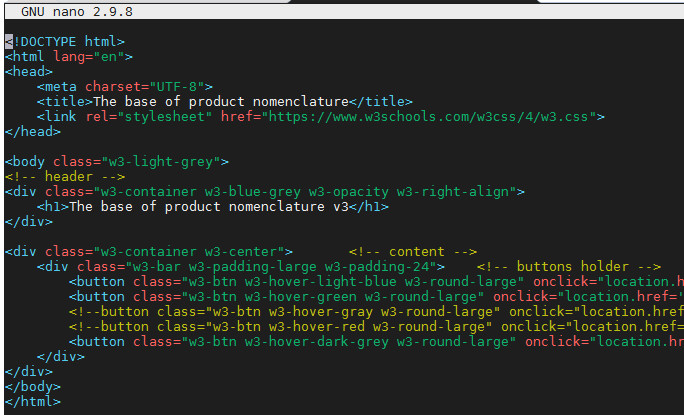 GNU nano 2.9.8
<!DOCTYPE html>
<html lang="en">
<head>
    <meta charset="UTF-8">
    <title>The base of product nomenclature</title>
    <link rel="stylesheet" href="https://www.w3schools.com/w3css/4/w3.css">
</head>

<body class="w3-light-grey">
<!-- header -->
<div class="w3-container w3-blue-grey w3-opacity w3-right-align">
    <h1>The base of product nomenclature v3</h1>
</div>

<div class="w3-container w3-center">       <!-- content -->
    <div class="w3-bar w3-padding-large w3-padding-24">    <!-- buttons holder -->
        <button class="w3-btn w3-hover-light-blue w3-round-large" onclick="location.h
        <button class="w3-btn w3-hover-green w3-round-large" onclick="location.href='
        <!--button class="w3-btn w3-hover-gray w3-round-large" onclick="location.href
        <!--button class="w3-btn w3-hover-red w3-round-large" onclick="location.href=
        <button class="w3-btn w3-hover-dark-grey w3-round-large" onclick="location.hr
    </div>
</div>
</body>
</html>